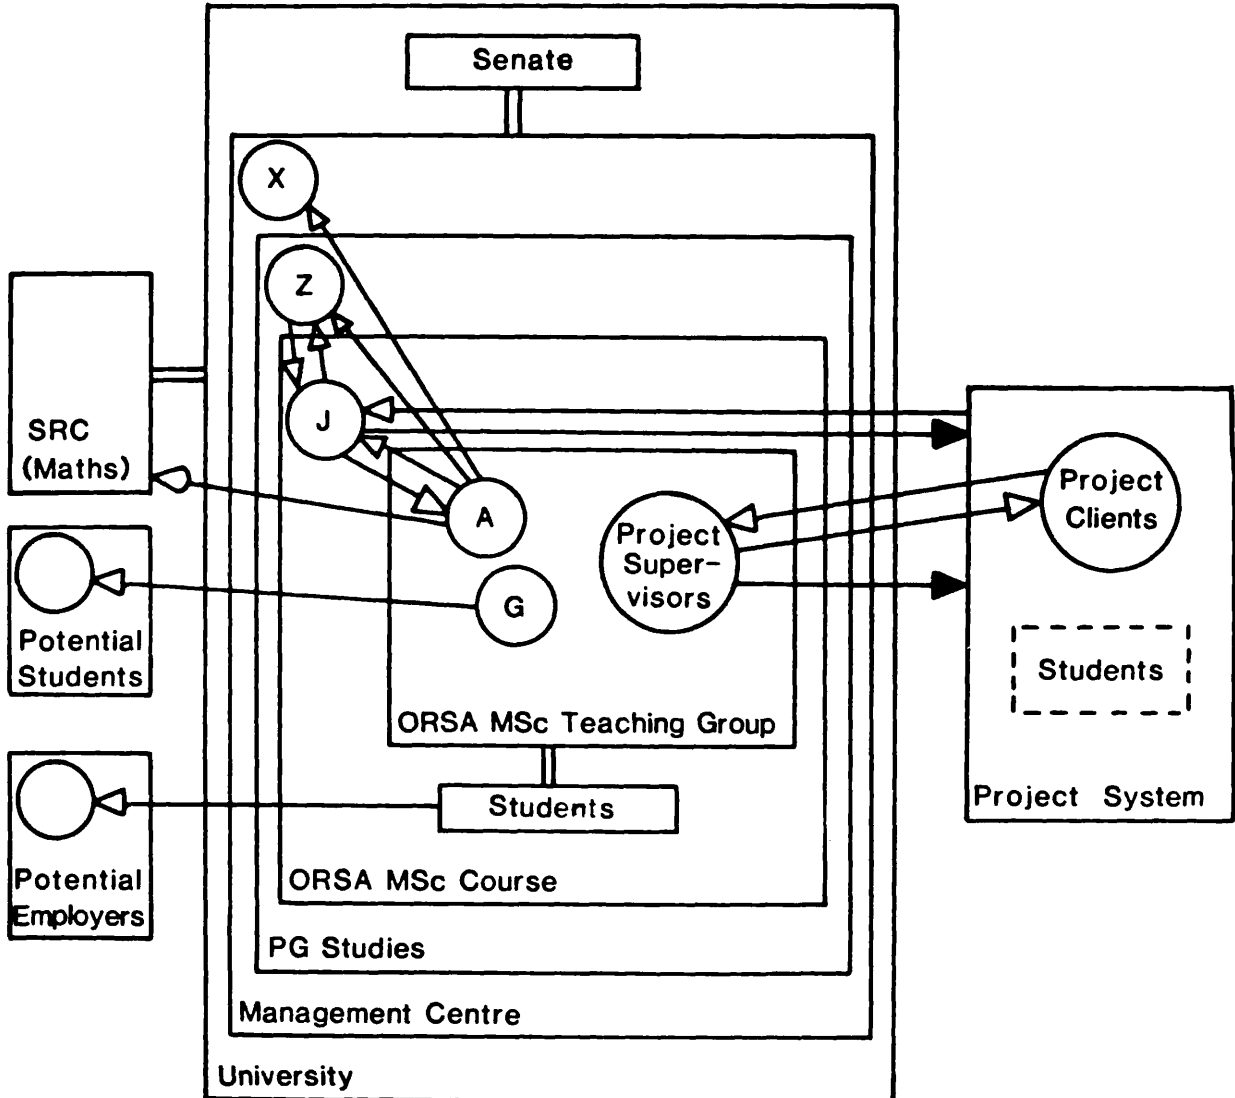 Senate
X
Z
J
SRC
(Maths)
A
G
Project
Super-
visors
Project
Clients
Students
Project System
Potential
Students
ORSA MSc Teaching Group
Students
Potential
Employers
ORSA MSc Course
PG Studies
Management Centre
University